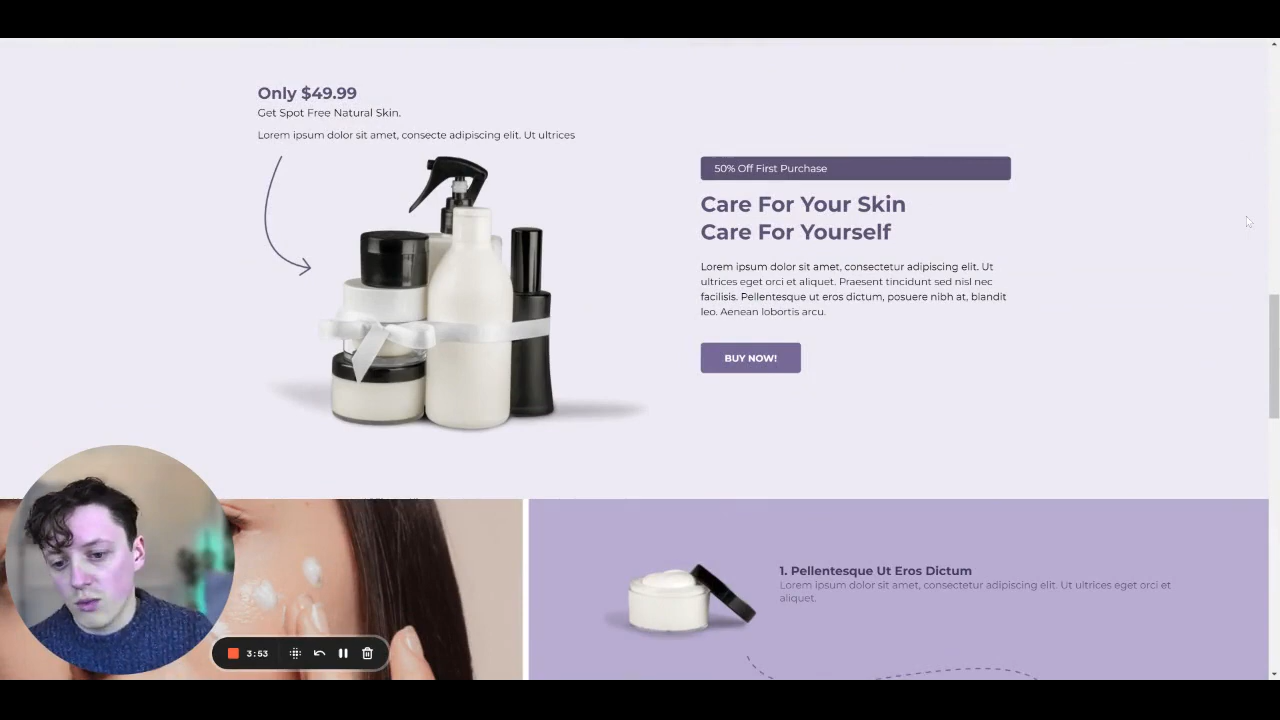 Only $49.99
Get Spot Free Natural Skin.
Lorem ipsum dolor sit amet, consecte adipiscing elit. Ut ultrices
50% Off First Purchase
Care For Your Skin
Care For Yourself
Lorem ipsum dolor sit amet, consectetur adipiscing elit. Ut
ultrices eget orci et aliquet. Praesent tincidunt sed nisl nec
facilisis. Pellentesque ut eros dictum, posuere nibh at, blandit
leo. Aenean lobortis arcu.
BUY NOW!
1. Pellentesque Ut Eros Dictum
Lorem ipsum dolor sit amet, consectetur adipiscing elit. Ut ultrices eget orci et
aliquet.
3:53